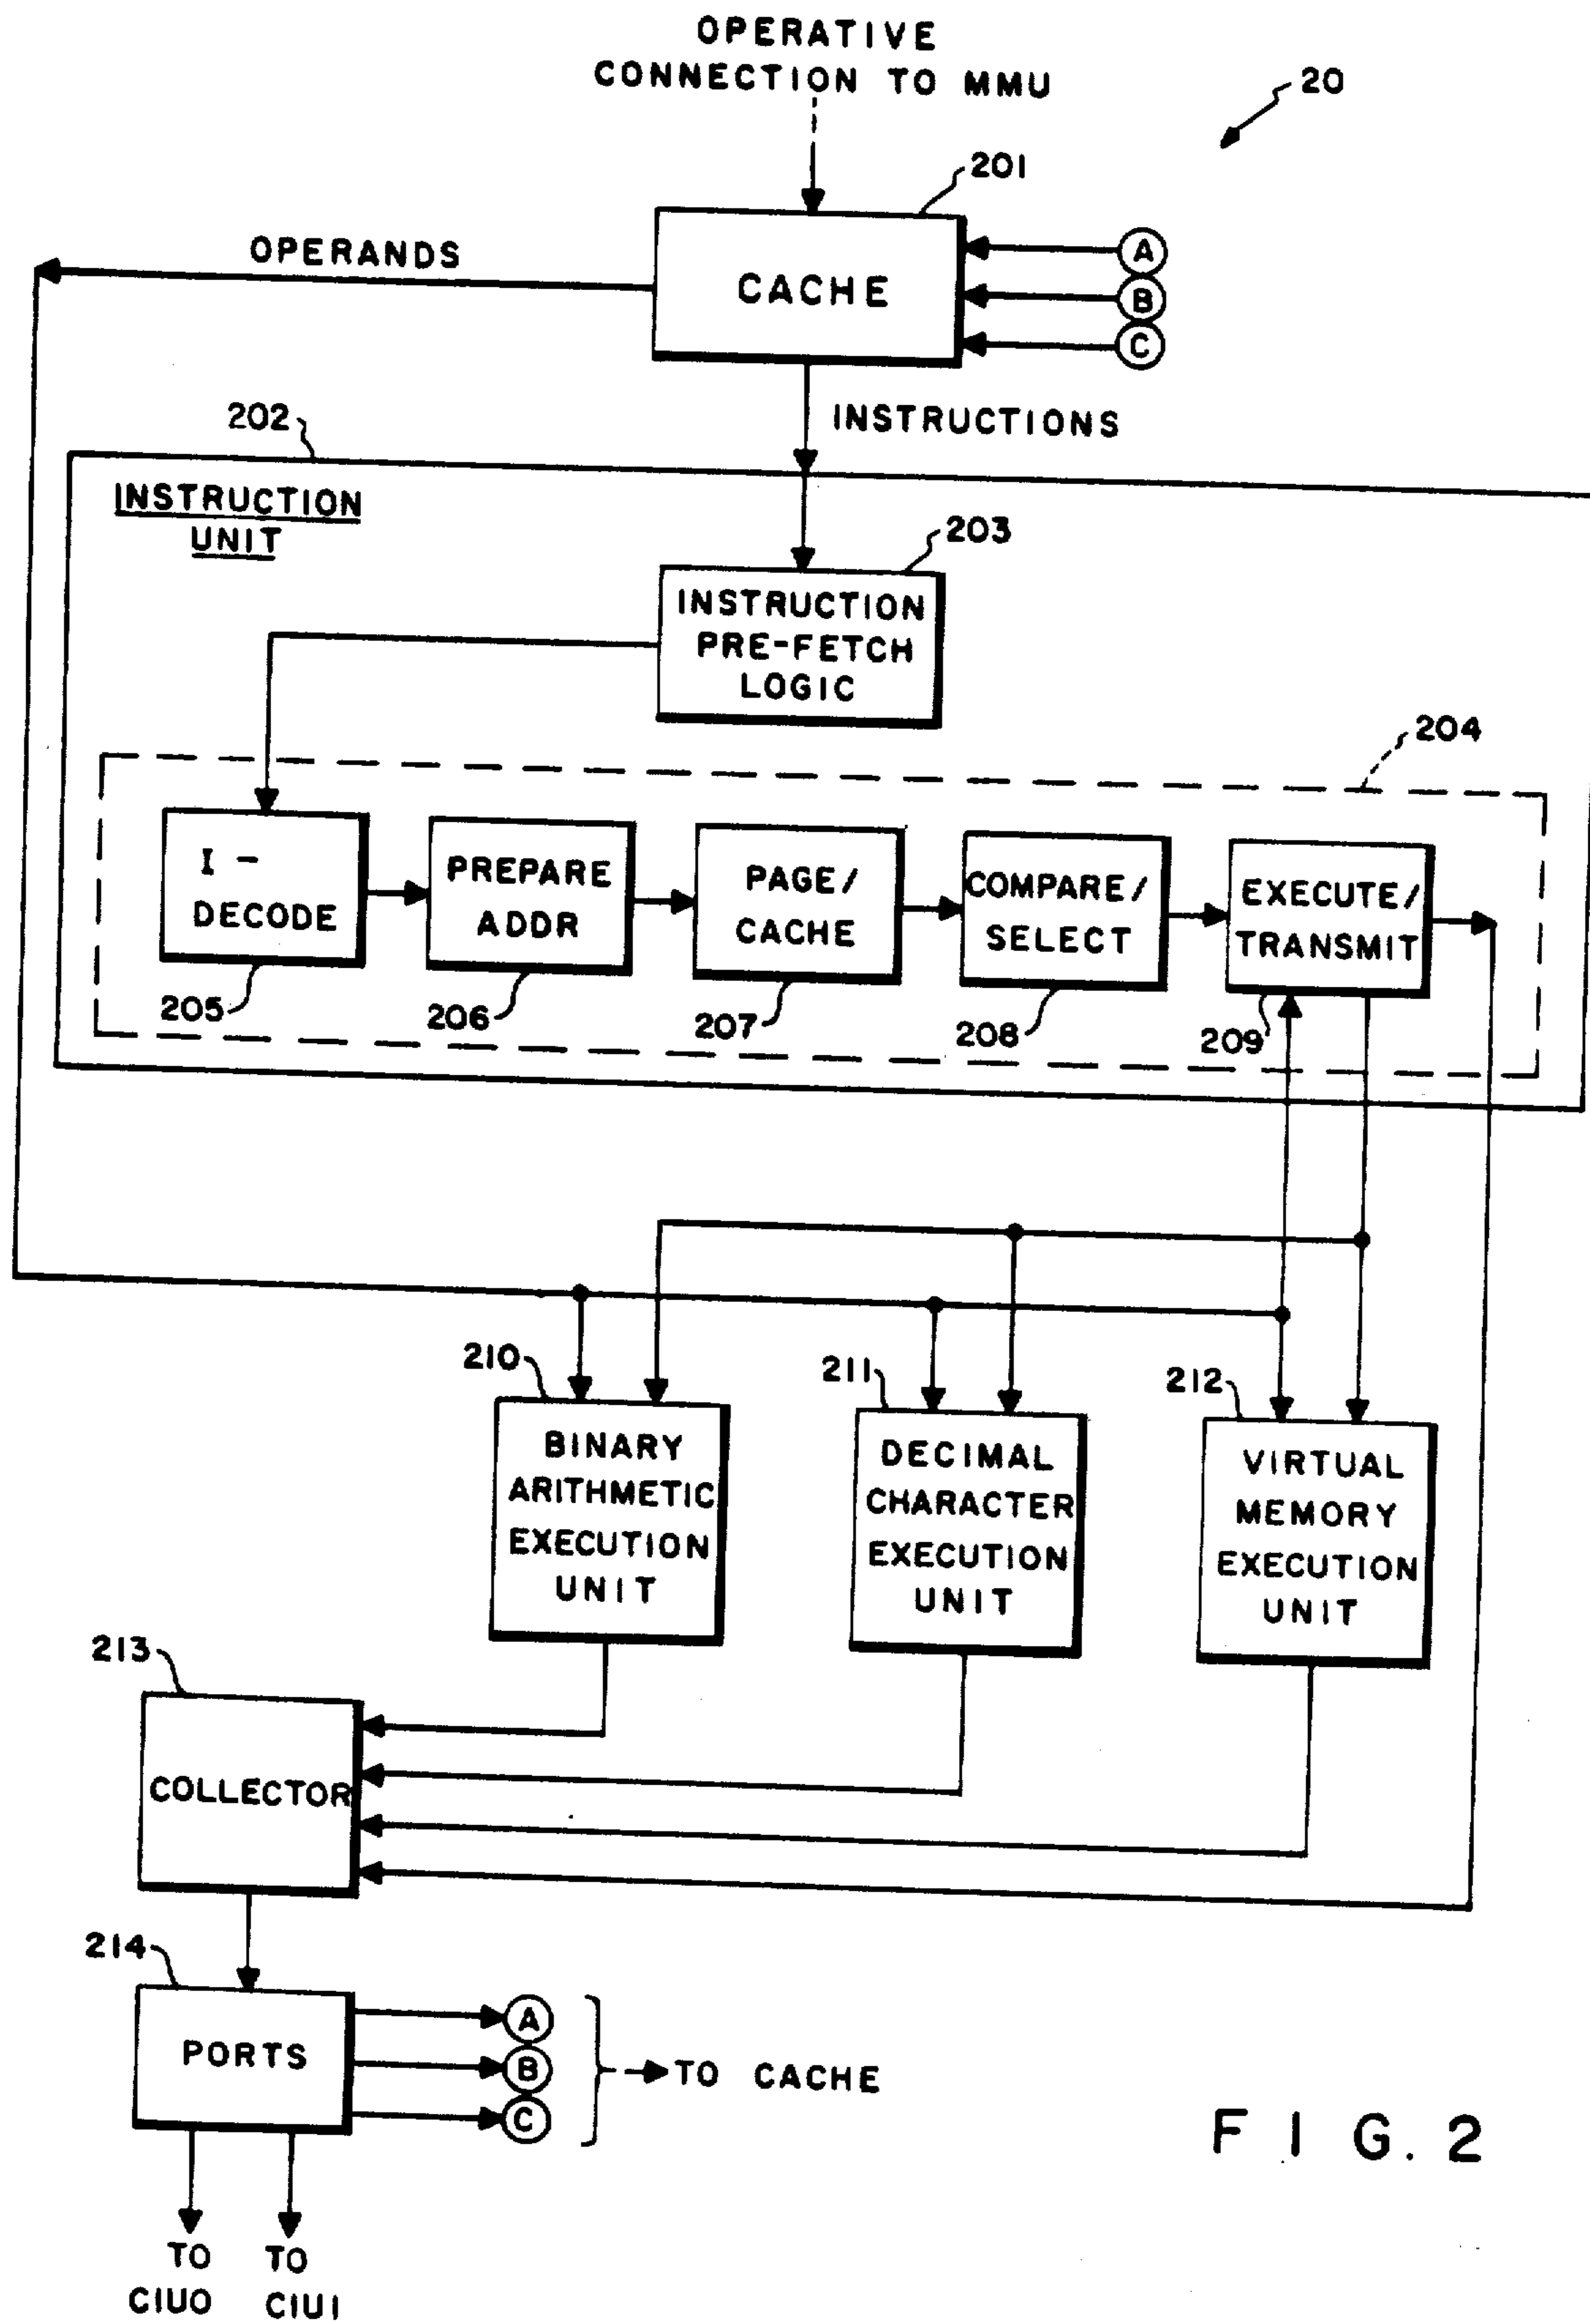 OPERATIVE
CONNECTION TO MMU
20
201
OPERANDS
CACHE
A
B
C
INSTRUCTIONS
202
INSTRUCTION
UNIT
203
INSTRUCTION
PRE-FETCH
LOGIC
204
I -
DECODE
PREPARE
ADDR
PAGE/
CACHE
COMPARE/
SELECT
EXECUTE/
TRANSMIT
205
206
207
208
209
210
211
212
BINARY
ARITHMETIC
EXECUTION
UNIT
DECIMAL
CHARACTER
EXECUTION
UNIT
VIRTUAL
MEMORY
EXECUTION
UNIT
213
COLLECTOR
214
PORTS
A
B
C
TO CACHE
TO
CIU0
TO
CIU1
FIG. 2